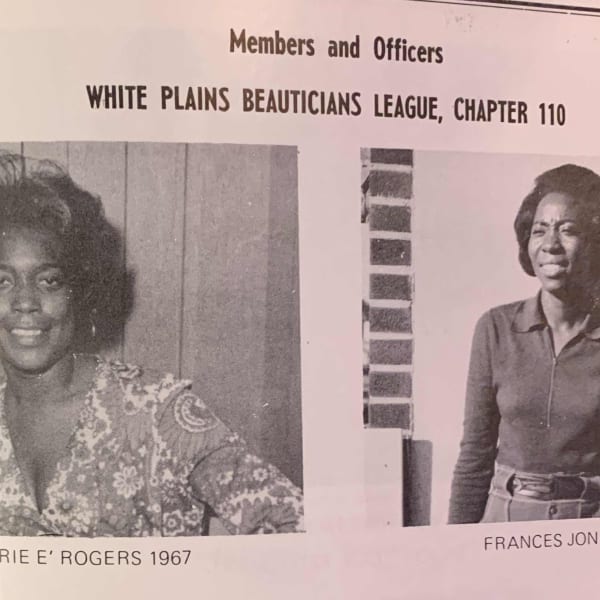 Members and Officers
WHITE PLAINS BEAUTICIANS LEAGUE, CHAPTER 110
RIE E' ROGERS 1967
FRANCES JON